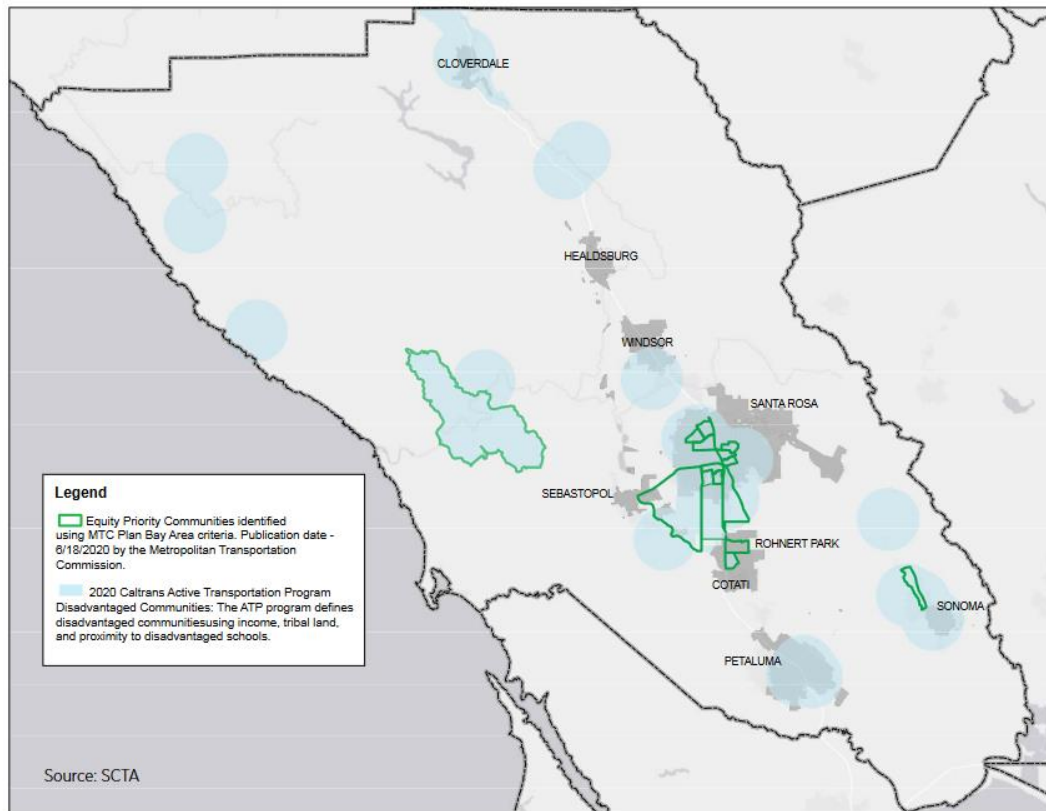 CLOVERDALE
HEALDSBURG
WINDSOR
SANTA ROSA
SEBASTOPOL
ROHNERT PARK
COTATI
SONOMA
PETALUMA
Legend
Equity Priority Communities identified
using MTC Plan Bay Area criteria. Publication date -
6/18/2020 by the Metropolitan Transportation
Commission.
2020 Caltrans Active Transportation Program
Disadvantaged Communities: The ATP program defines
disadvantaged communitiesusing income, tribal land,
and proximity to disadvantaged schools.
Source: SCTA